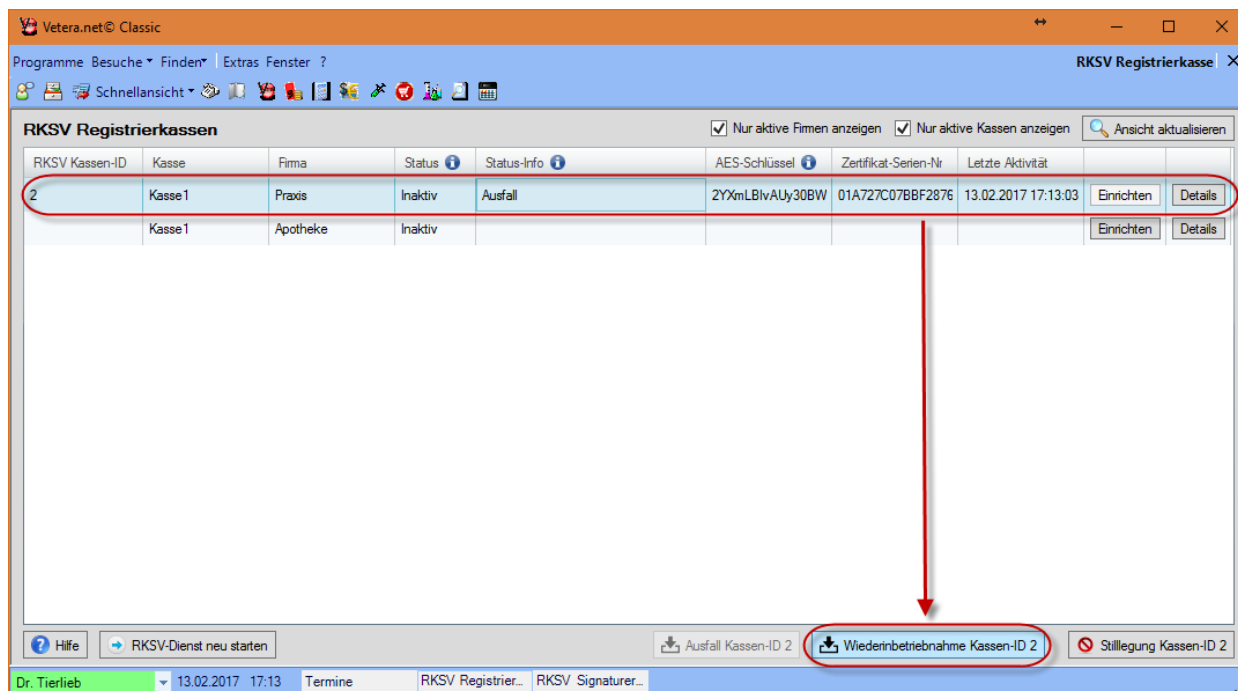 Vetera.net© Classic
Programme Besuche Finden Extras Fenster ?
RKSV Registrierkasse
Schnellansicht
RKSV Registrierkassen
Nur aktive Firmen anzeigen Nur aktive Kassen anzeigen Ansicht aktualisieren
RKSV Kassen-ID Kasse Firma Status Status-Info AES-Schlüssel Zertifikat-Serien-Nr Letzte Aktivität
2 Kasse1 Praxis Inaktiv Ausfall 2YXmLBIvAUy30BW 01A727C07BBF2876 13.02.2017 17:13:03 Einrichten Details
Kasse1 Apotheke Inaktiv Einrichten Details
Hilfe RKSV-Dienst neu starten Ausfall Kassen-ID 2 Wiederinbetriebnahme Kassen-ID 2 Stilllegung Kassen-ID 2
Dr. Tierlieb 13.02.2017 17:13 Termine RKSV Registrier... RKSV Signaturer...